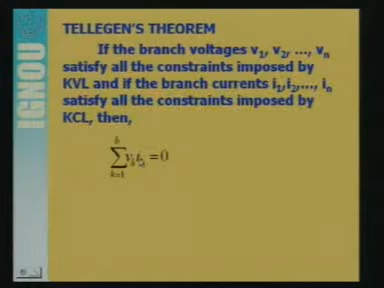 IGNOU
TELLEGEN'S THEOREM
If the branch voltages v₁, v₂, ..., vₙ
satisfy all the constraints imposed by
KVL and if the branch currents i₁,i₂,..., iₙ
satisfy all the constraints imposed by
KCL, then,
b
∑ vₖiₖ = 0
k=1